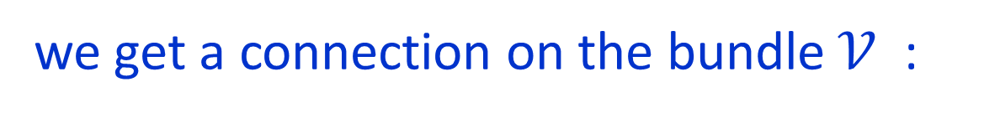 we get a connection on the bundle 𝒱 :